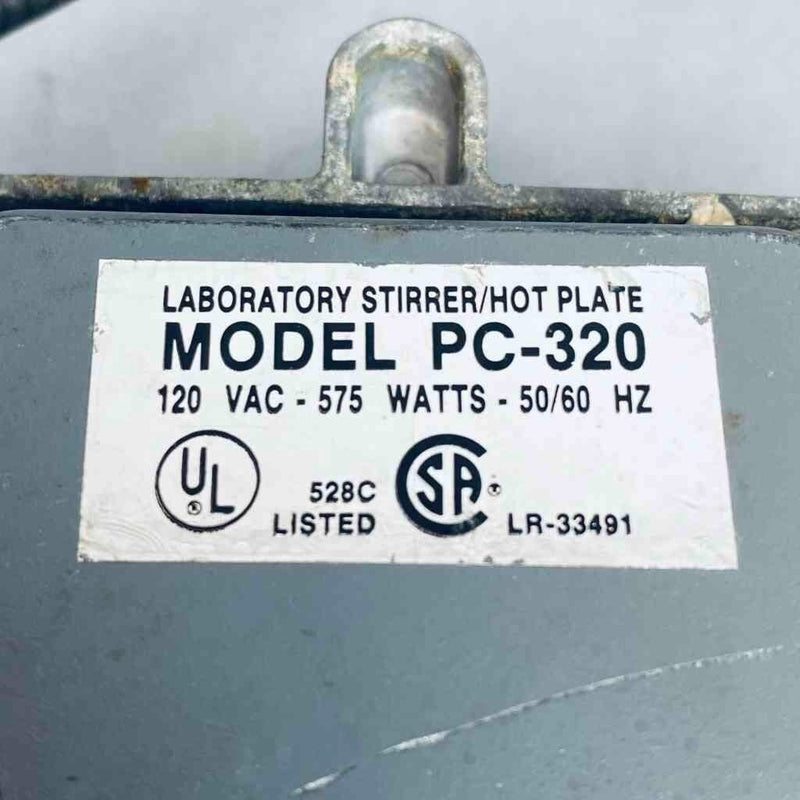 LABORATORY STIRRER/HOT PLATE
MODEL PC-320
120 VAC - 575 WATTS - 50/60 HZ
UL ® 528C LISTED
CSA ® LR-33491